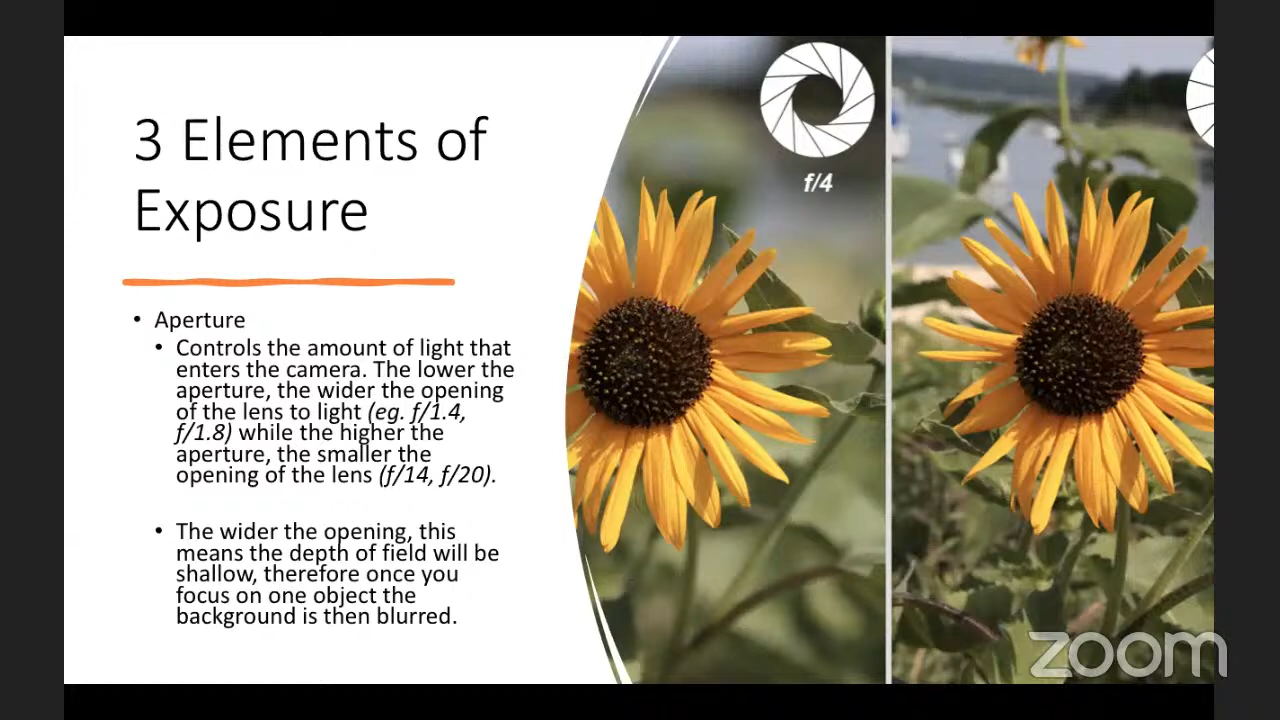 3 Elements of
Exposure
• Aperture
• Controls the amount of light that
enters the camera. The lower the
aperture, the wider the opening
of the lens to light (eg. f/1.4,
f/1.8) while the higher the
aperture, the smaller the
opening of the lens (f/14, f/20).
• The wider the opening, this
means the depth of field will be
shallow, therefore once you
focus on one object the
background is then blurred.
f/4
zoom